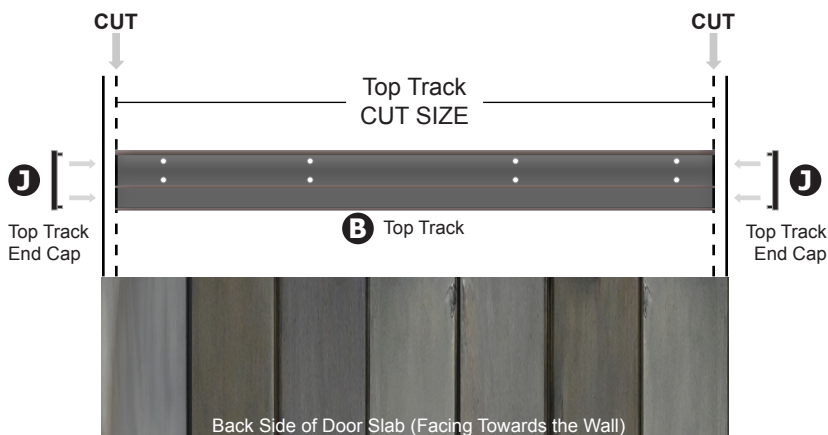 CUT
CUT
Top Track
CUT SIZE
J
J
Top Track
End Cap
B Top Track
Top Track
End Cap
Back Side of Door Slab (Facing Towards the Wall)